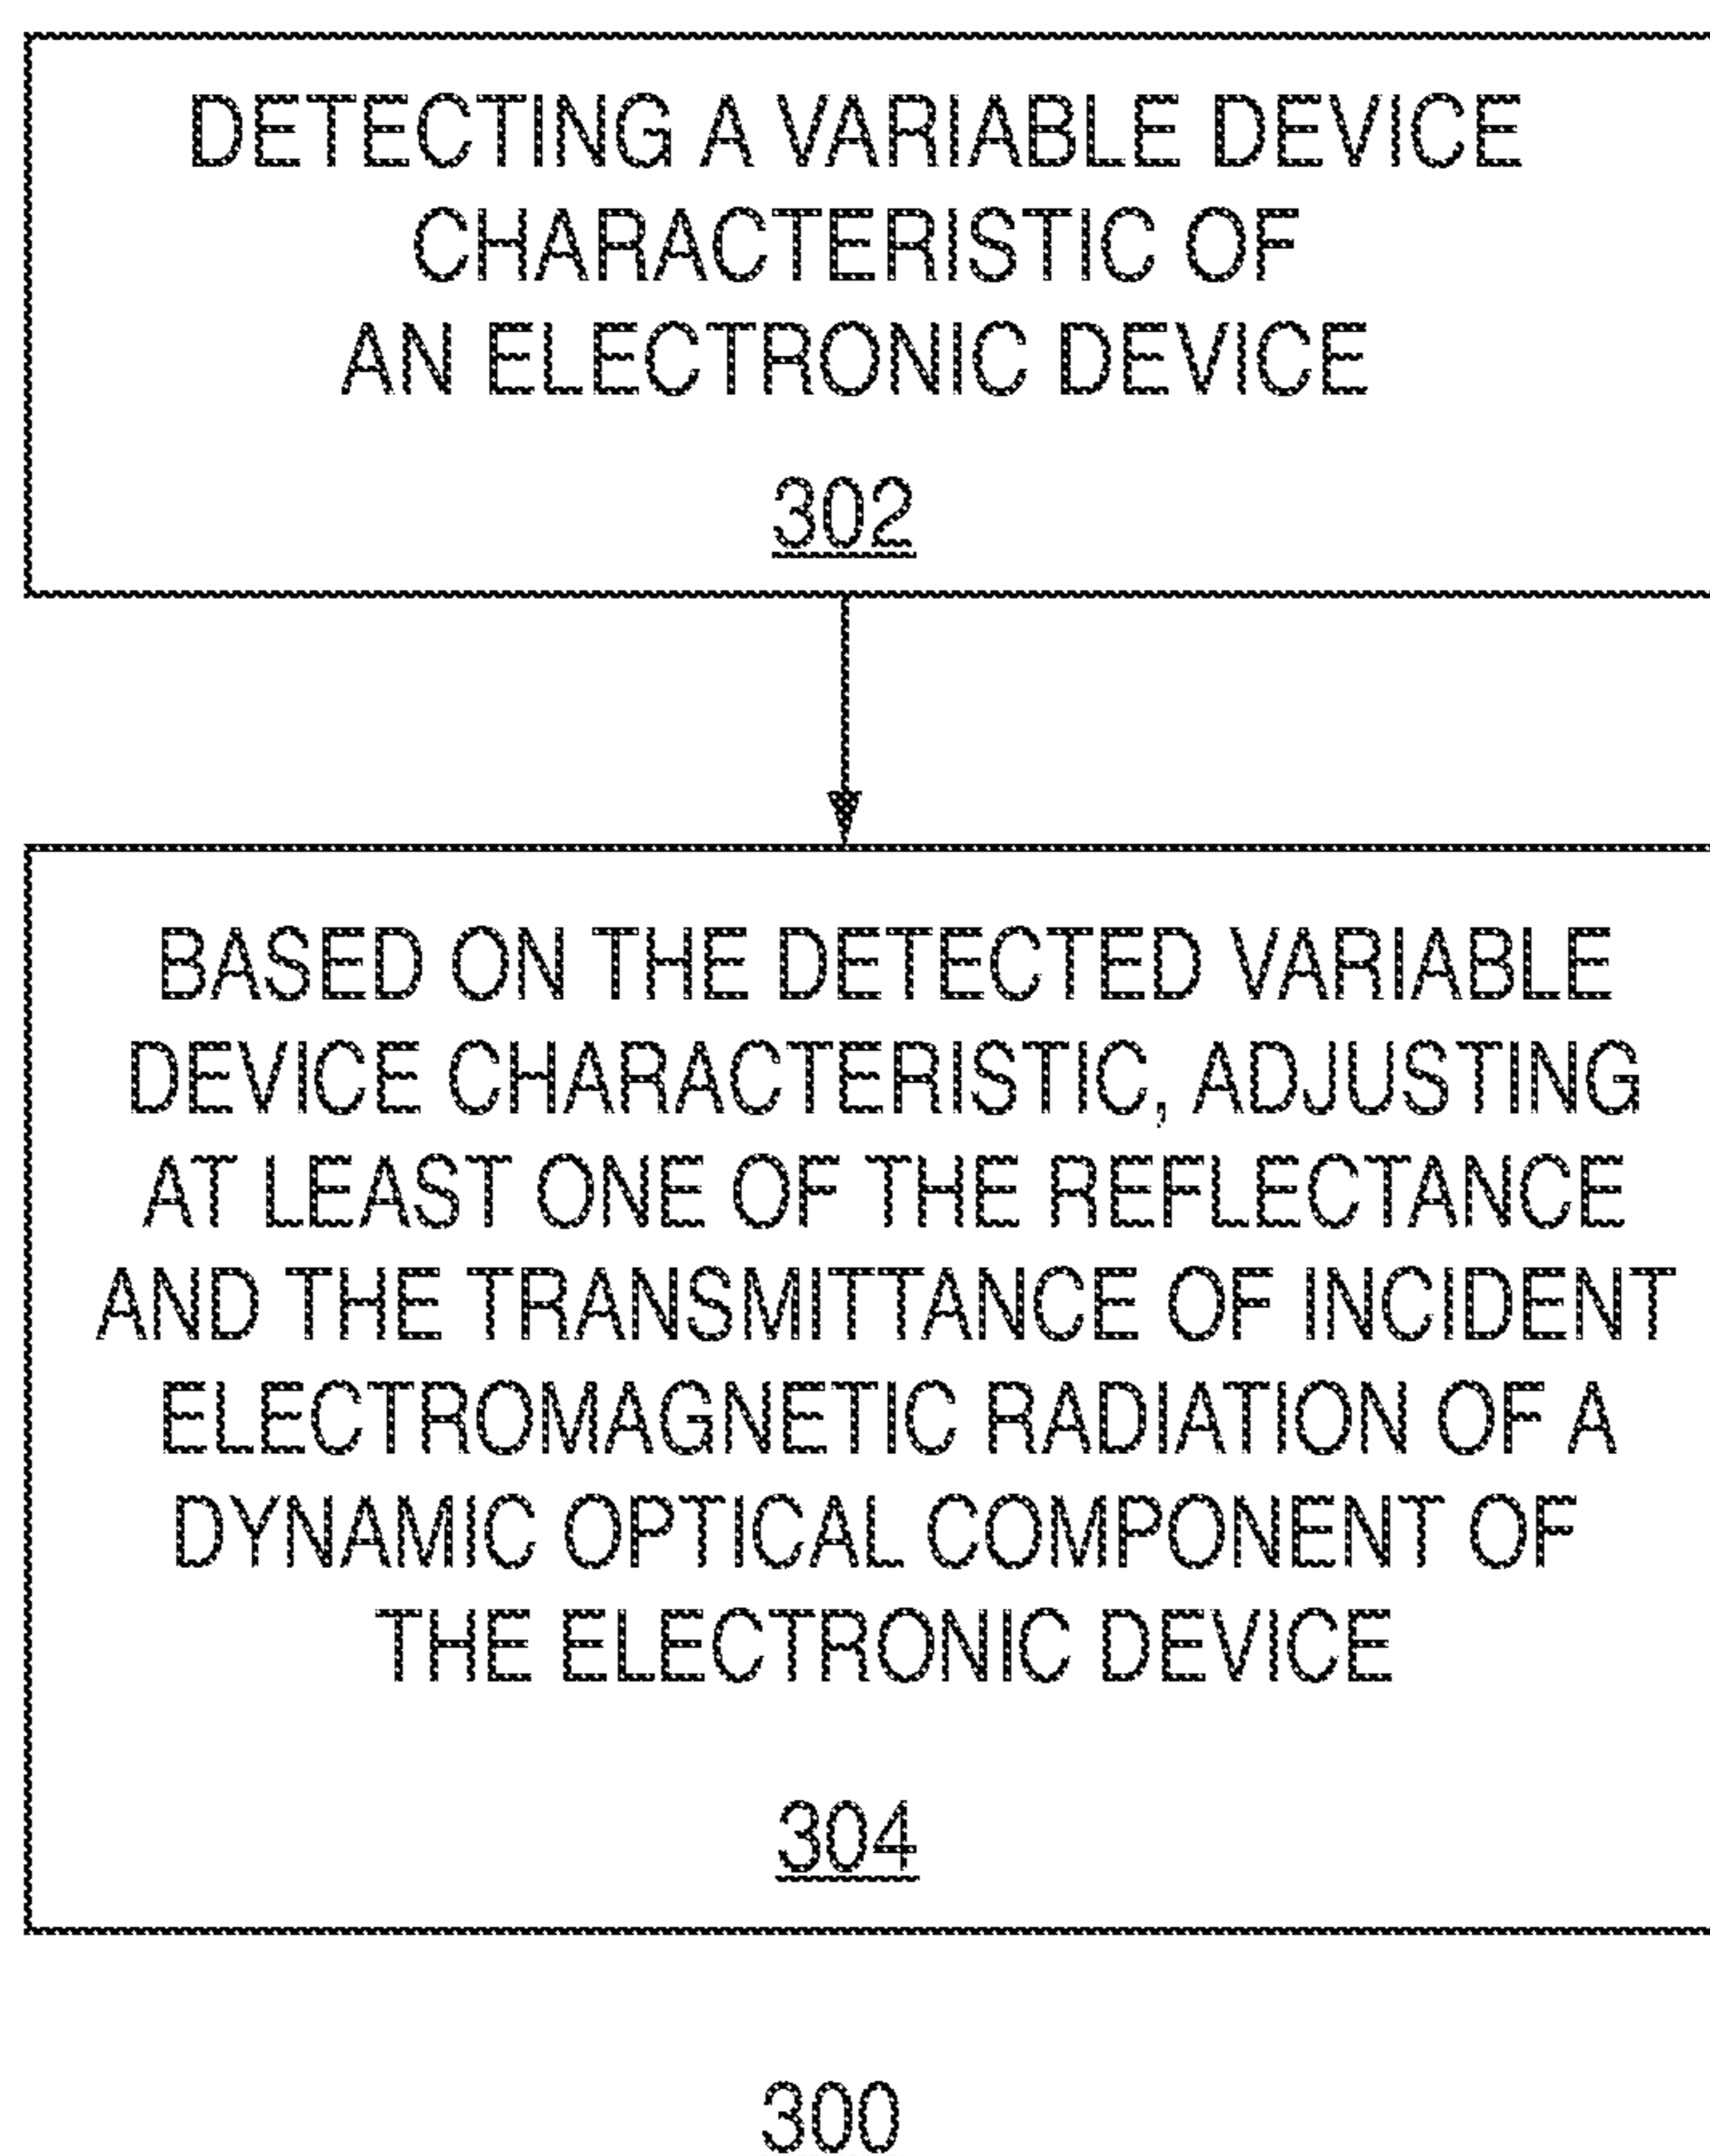 DETECTING A VARIABLE DEVICE
CHARACTERISTIC OF
AN ELECTRONIC DEVICE
302
BASED ON THE DETECTED VARIABLE
DEVICE CHARACTERISTIC, ADJUSTING
AT LEAST ONE OF THE REFLECTANCE
AND THE TRANSMITTANCE OF INCIDENT
ELECTROMAGNETIC RADIATION OF A
DYNAMIC OPTICAL COMPONENT OF
THE ELECTRONIC DEVICE
304
300